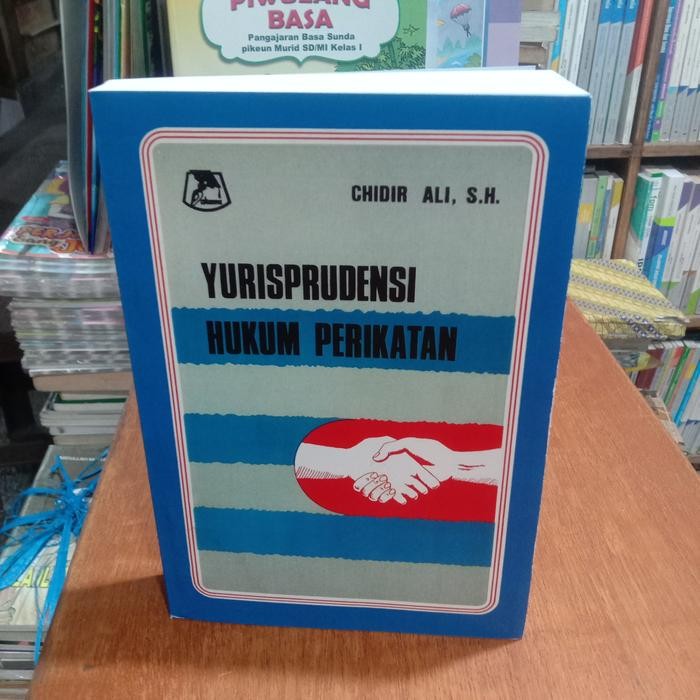 PIWULANG
BASA
Pangajaran Basa Sunda
pikeun Murid SD/MI Kelas I
CHIDIR ALI, S.H.
YURISPRUDENSI
HUKUM PERIKATAN